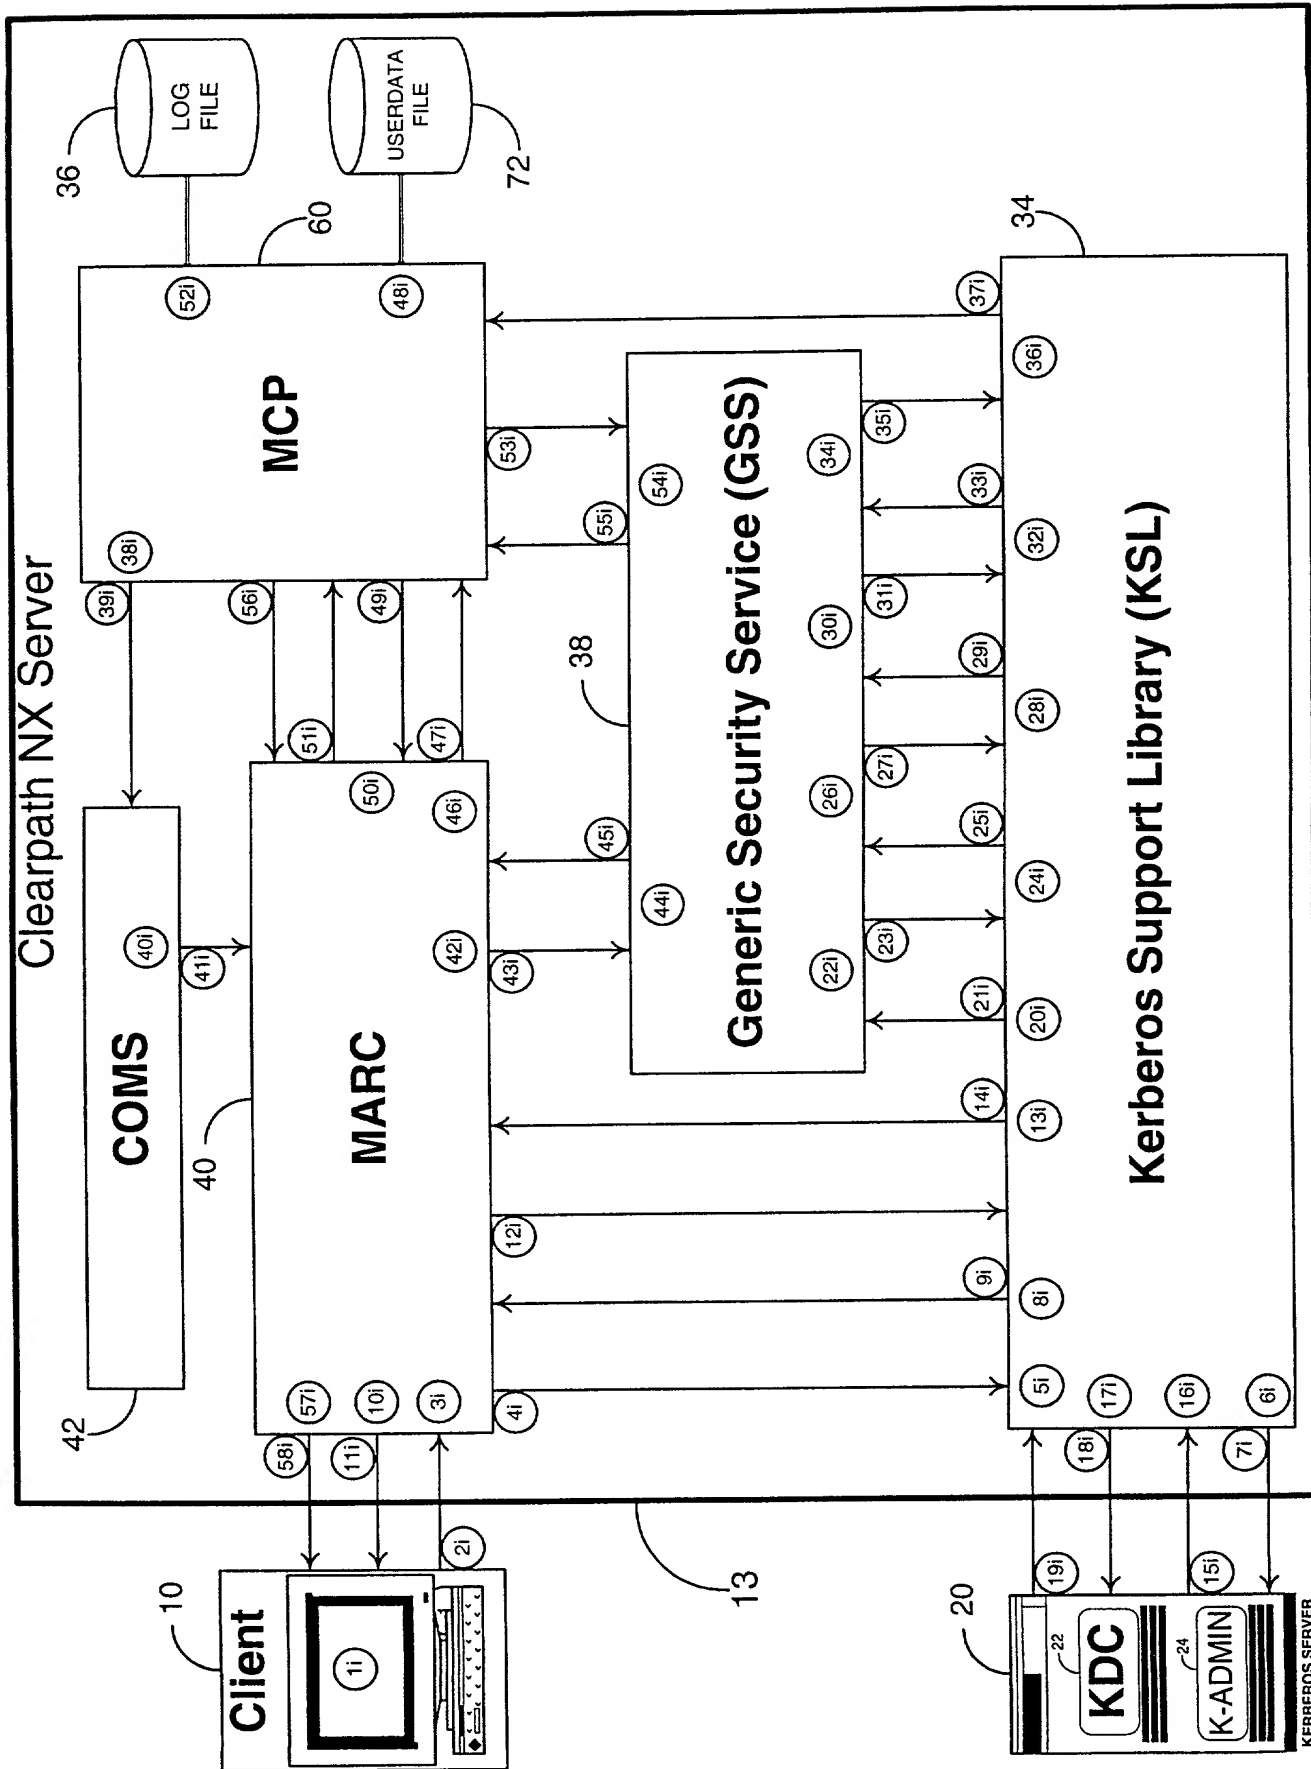 Clearpath NX Server
10
Client
1i
2i
58i
11i
57i
10i
3i
4i
42
COMS
40i
41i
40
MARC
42i
43i
50i
46i
51i
47i
39i
56i
49i
38i
MCP
60
52i
48i
53i
36
LOG
FILE
USERDATA
FILE
72
38
Generic Security Service (GSS)
44i
45i
54i
55i
22i
23i
26i
27i
30i
31i
34i
35i
34
Kerberos Support Library (KSL)
5i
17i
16i
6i
18i
7i
8i
9i
12i
13i
14i
20i
21i
24i
25i
28i
29i
32i
33i
36i
37i
13
20
19i
15i
22
KDC
24
K-ADMIN
KERBEROS SERVER